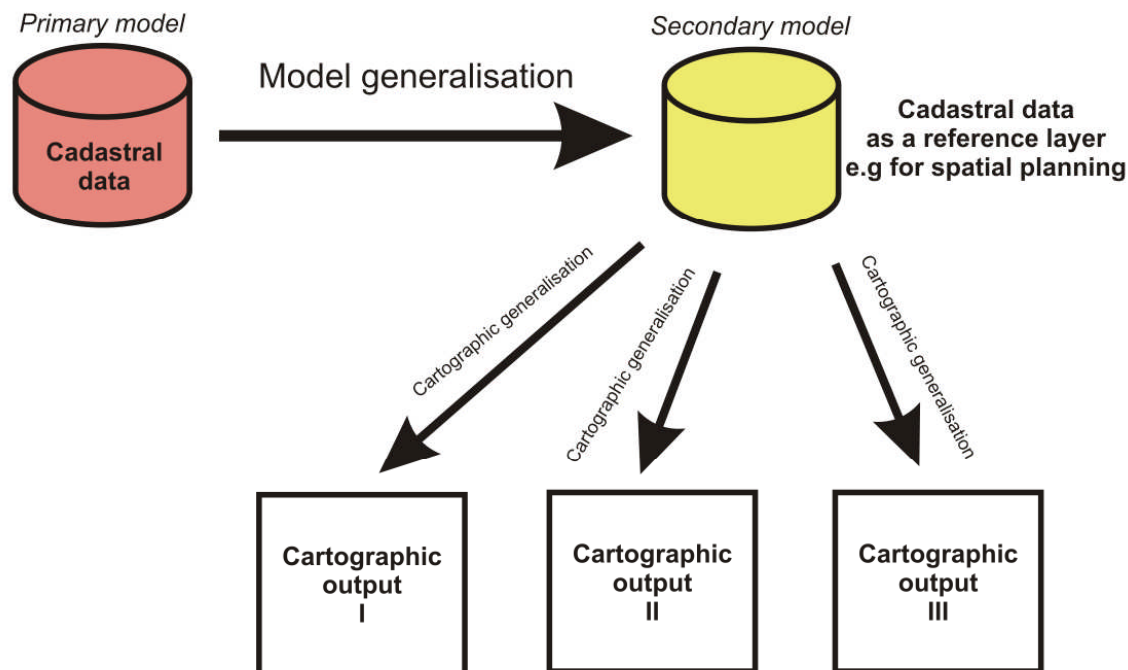 Primary model
Secondary model
Model generalisation
Cadastral
data
Cadastral data
as a reference layer
e.g for spatial planning
Cartographic generalisation
Cartographic generalisation
Cartographic generalisation
Cartographic
output
I
Cartographic
output
II
Cartographic
output
III